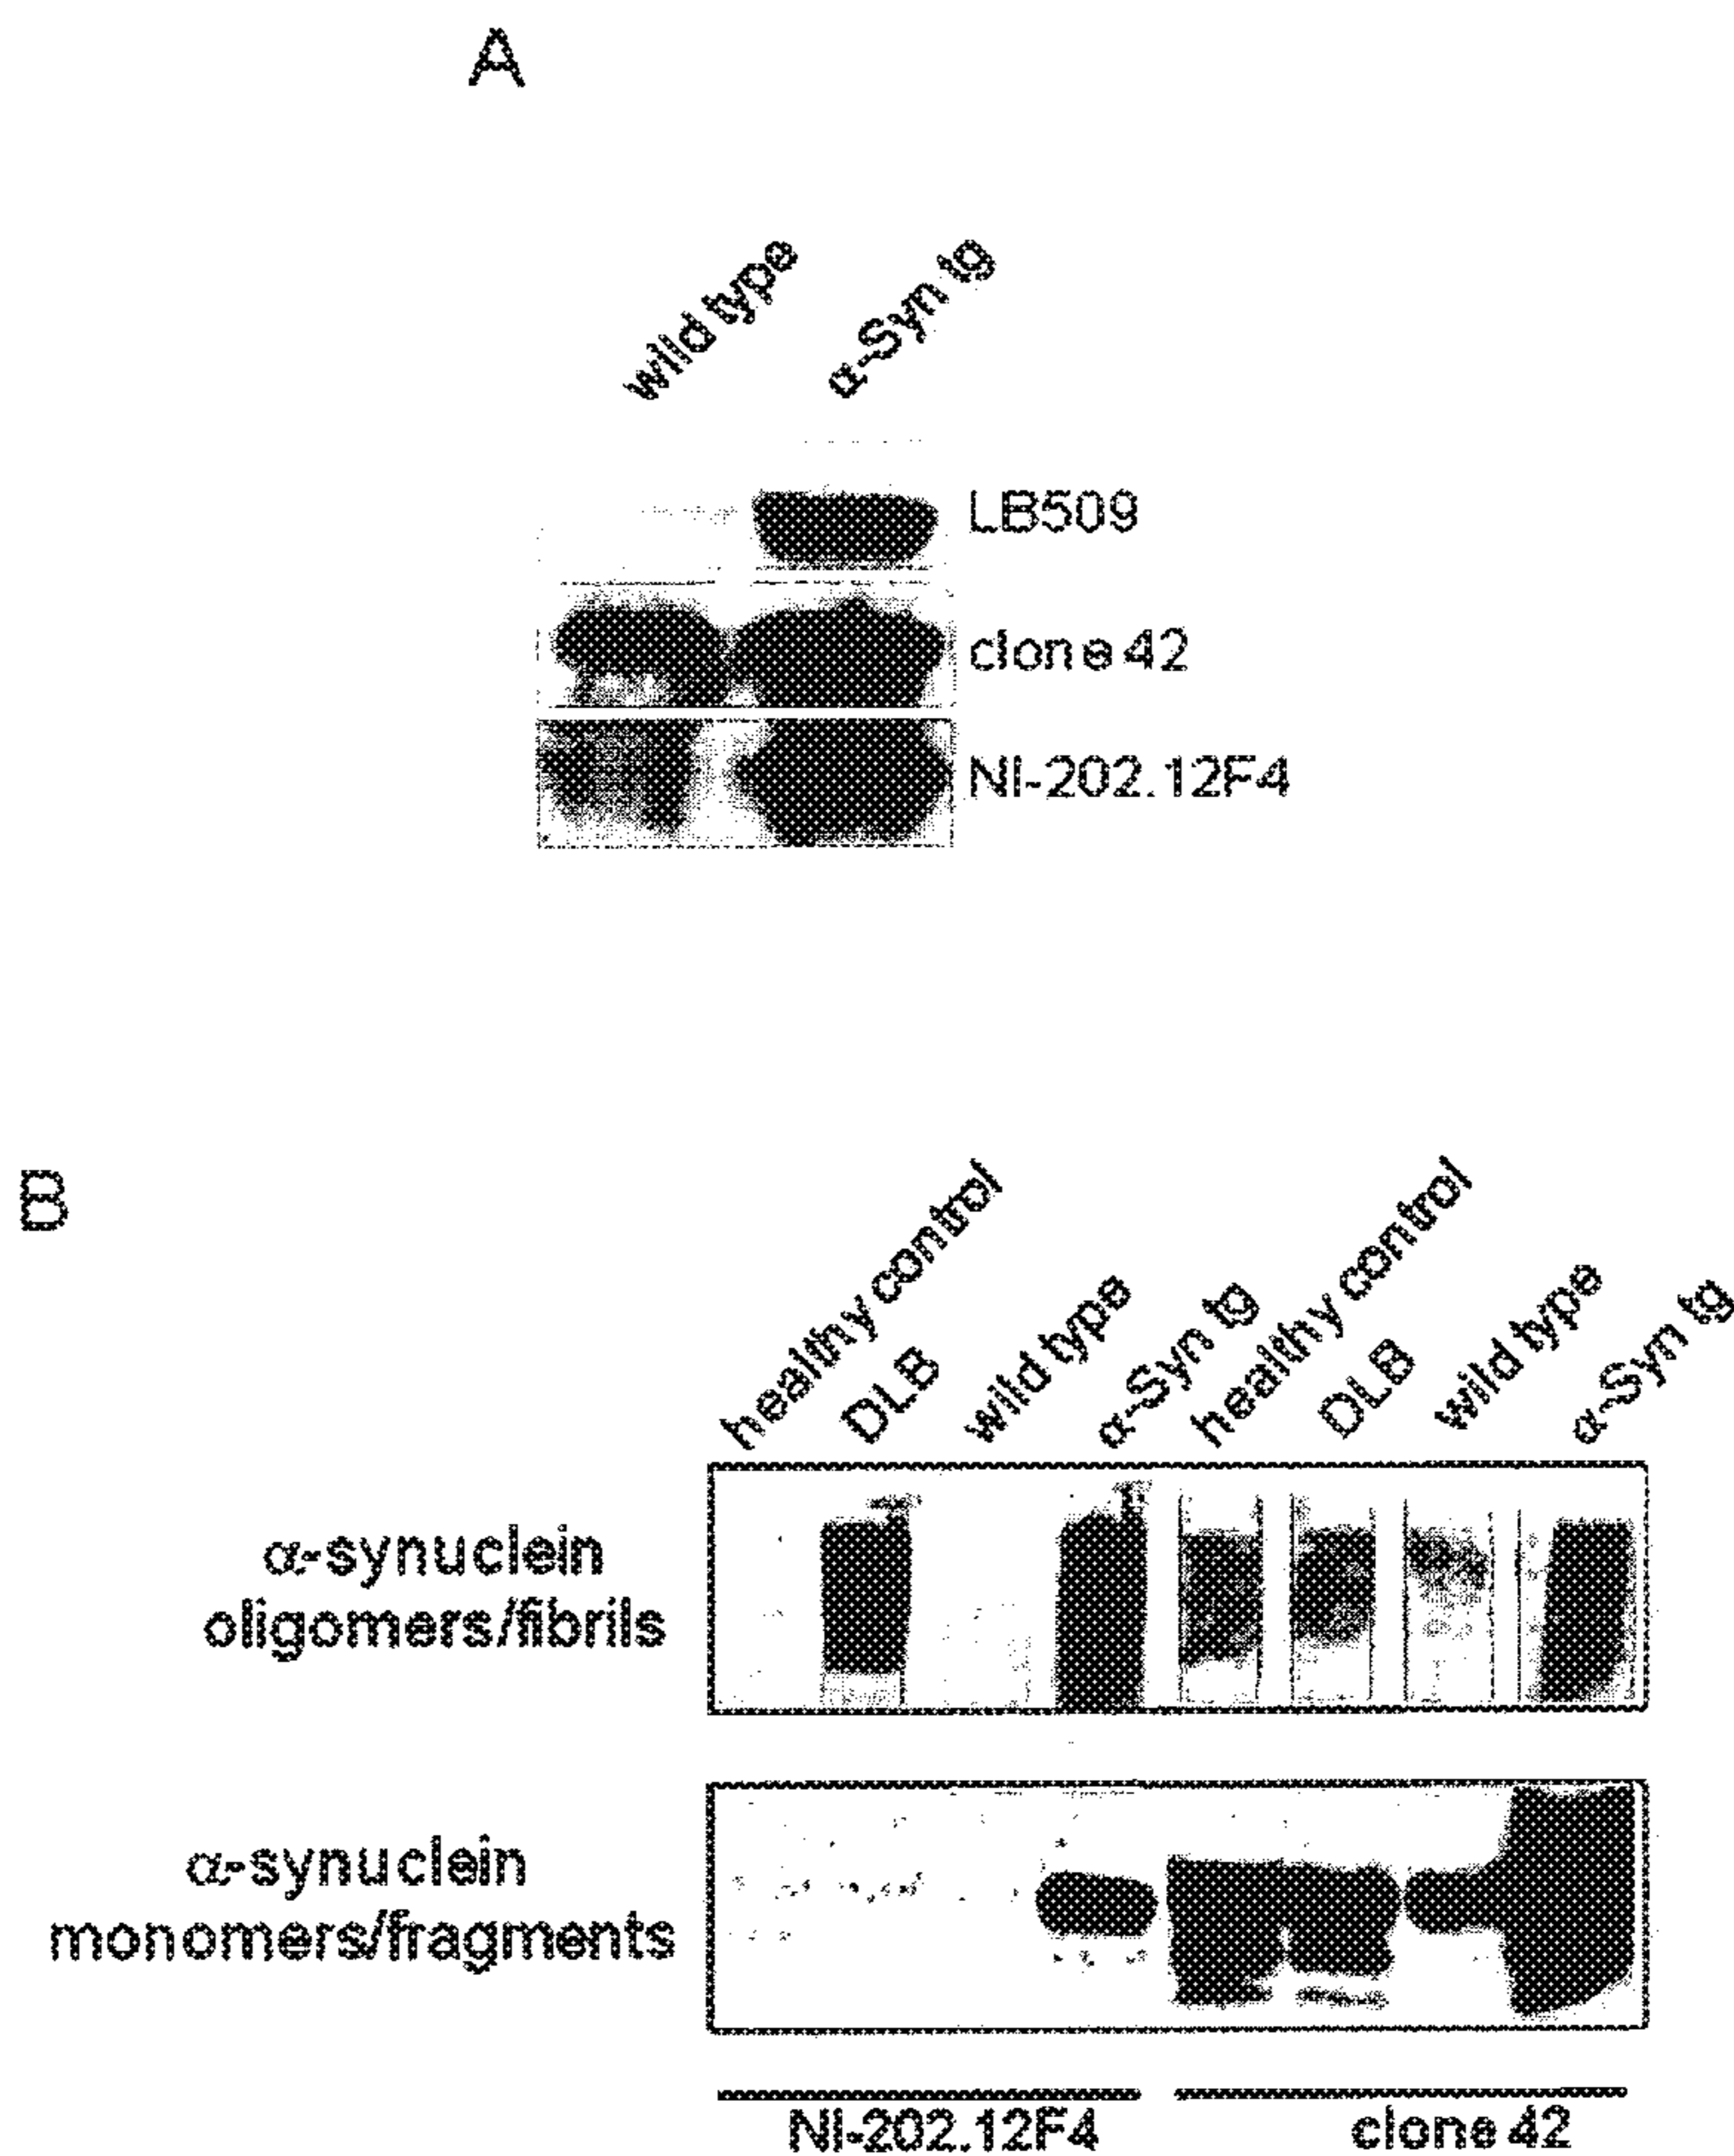 A
wild type
α-Syn tg
LB509
clone 42
NI-202.12F4
B
healthy control
DLB
wild type
α-Syn tg
healthy control
DLB
wild type
α-Syn tg
α-synuclein
oligomers/fibrils
α-synuclein
monomers/fragments
NI-202.12F4
clone 42